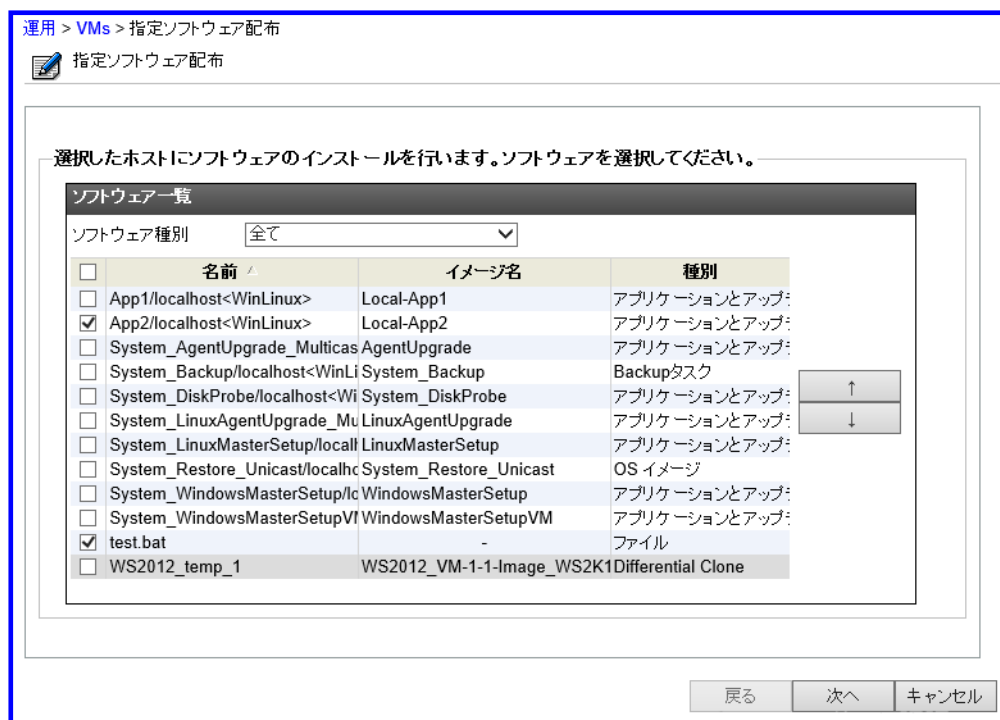 運用 > VMs > 指定ソフトウェア配布
指定ソフトウェア配布
選択したホストにソフトウェアのインストールを行います。ソフトウェアを選択してください。
ソフトウェア一覧
ソフトウェア種別 全て
名前 イメージ名 種別
App1/localhost<WinLinux> Local-App1 アプリケーションとアップデ
App2/localhost<WinLinux> Local-App2 アプリケーションとアップデ
System_AgentUpgrade_Multicas AgentUpgrade アプリケーションとアップデ
System_Backup/localhost<WinLi System_Backup Backupタスク
System_DiskProbe/localhost<Wi System_DiskProbe アプリケーションとアップデ
System_LinuxAgentUpgrade_Mu LinuxAgentUpgrade アプリケーションとアップデ
System_LinuxMasterSetup/localh LinuxMasterSetup アプリケーションとアップデ
System_Restore_Unicast/localho System_Restore_Unicast OS イメージ
System_WindowsMasterSetup/lo WindowsMasterSetup アプリケーションとアップデ
System_WindowsMasterSetupVM WindowsMasterSetupVM アプリケーションとアップデ
test.bat - ファイル
WS2012_temp_1 WS2012_VM-1-1-Image_WS2K1 Differential Clone
↑
↓
戻る 次へ キャンセル